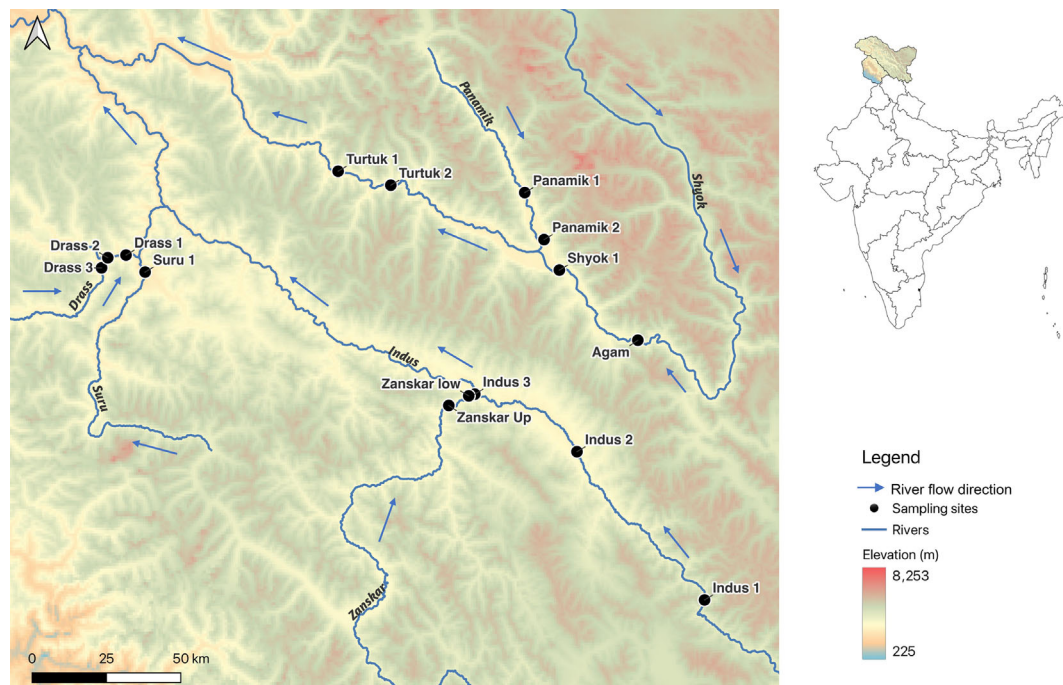 Panamik
Turtuk 1
Turtuk 2
Panamik 1
Shyok
Panamik 2
Drass 2
Drass 1
Shyok 1
Drass 3
Suru 1
Drass
Agam
Indus
Zanskar low
Indus 3
Suru
Zanskar Up
Indus 2
Zanskar
Indus 1
0 25 50 km
Legend
River flow direction
Sampling sites
Rivers
Elevation (m)
8,253
225